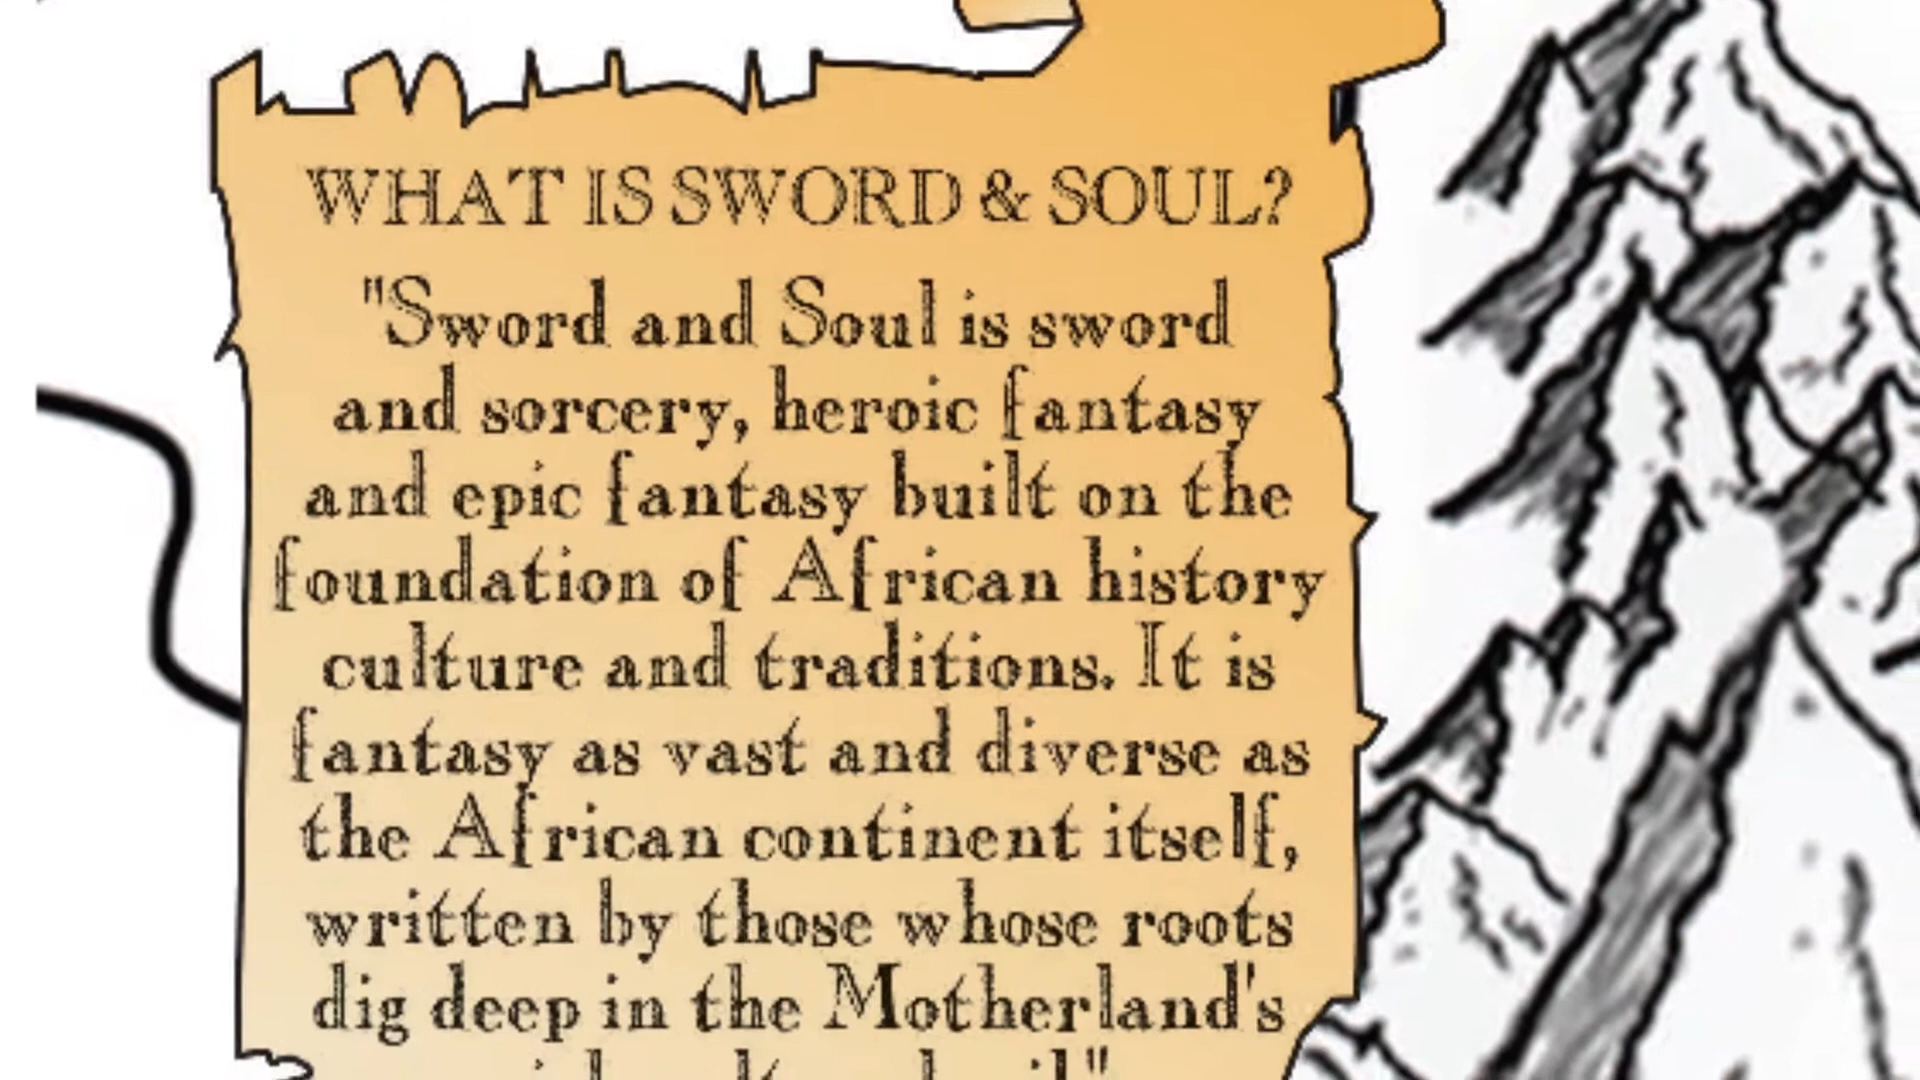 WHAT IS SWORD & SOUL?
"Sword and Soul is sword
and sorcery, heroic fantasy
and epic fantasy built on the
foundation of African history
culture and traditions. It is
fantasy as vast and diverse as
the African continent itself,
written by those whose roots
dig deep in the Motherland's